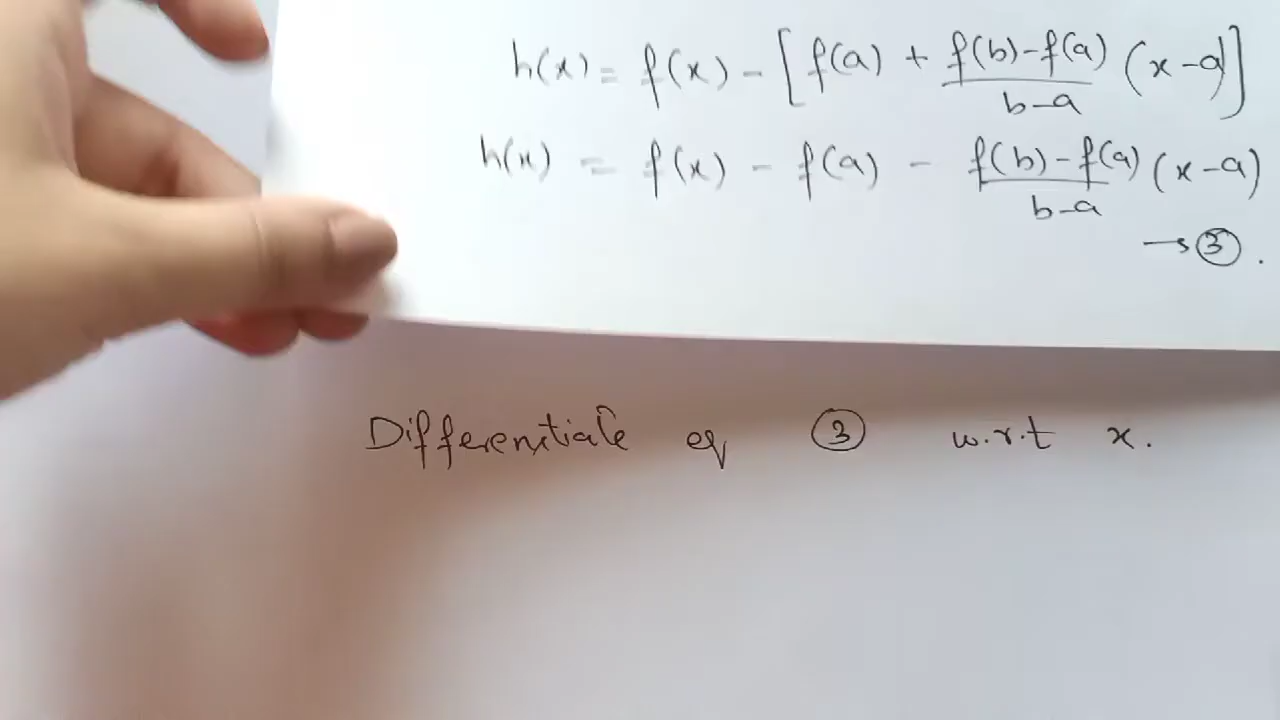 h(x) = f(x) - [f(a) + f(b)-f(a)/b-a (x-a)]
h(x) = f(x) - f(a) - f(b)-f(a)/b-a (x-a)
→ ③.
Differentiate eq ③ w.r.t x.